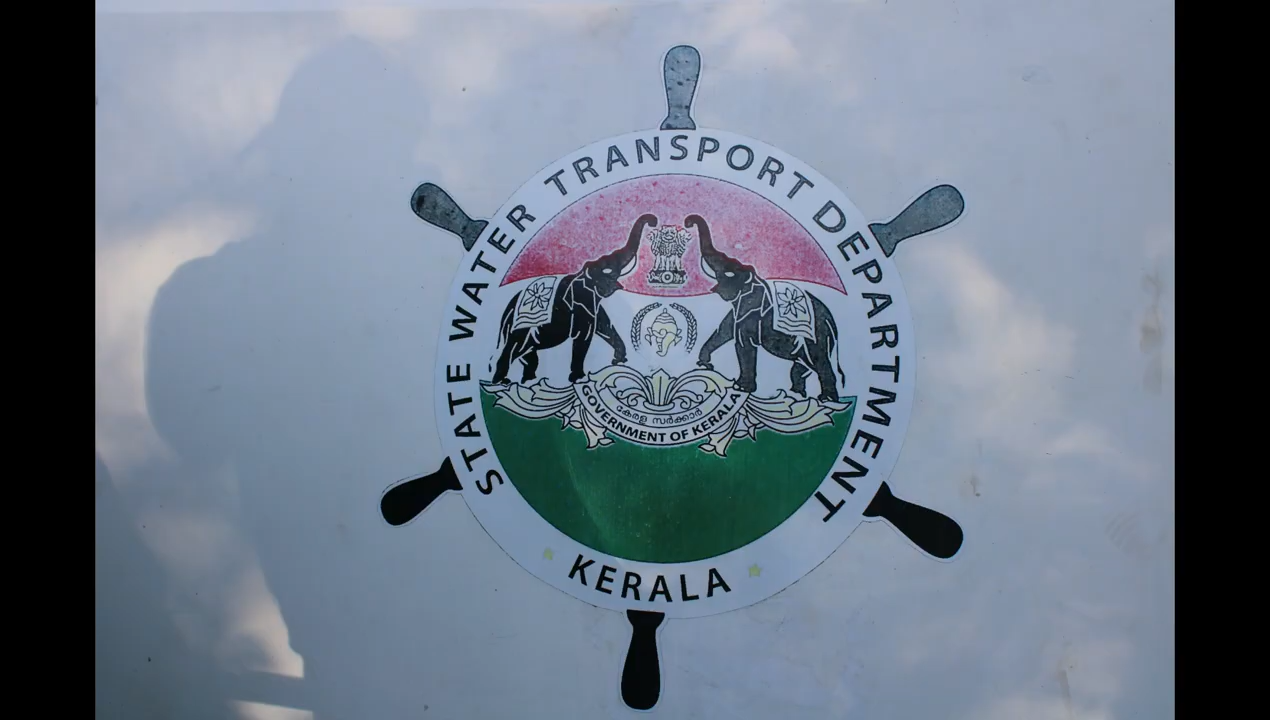 STATE WATER TRANSPORT DEPARTMENT
കേരള സർക്കാർ
GOVERNMENT OF KERALA
KERALA